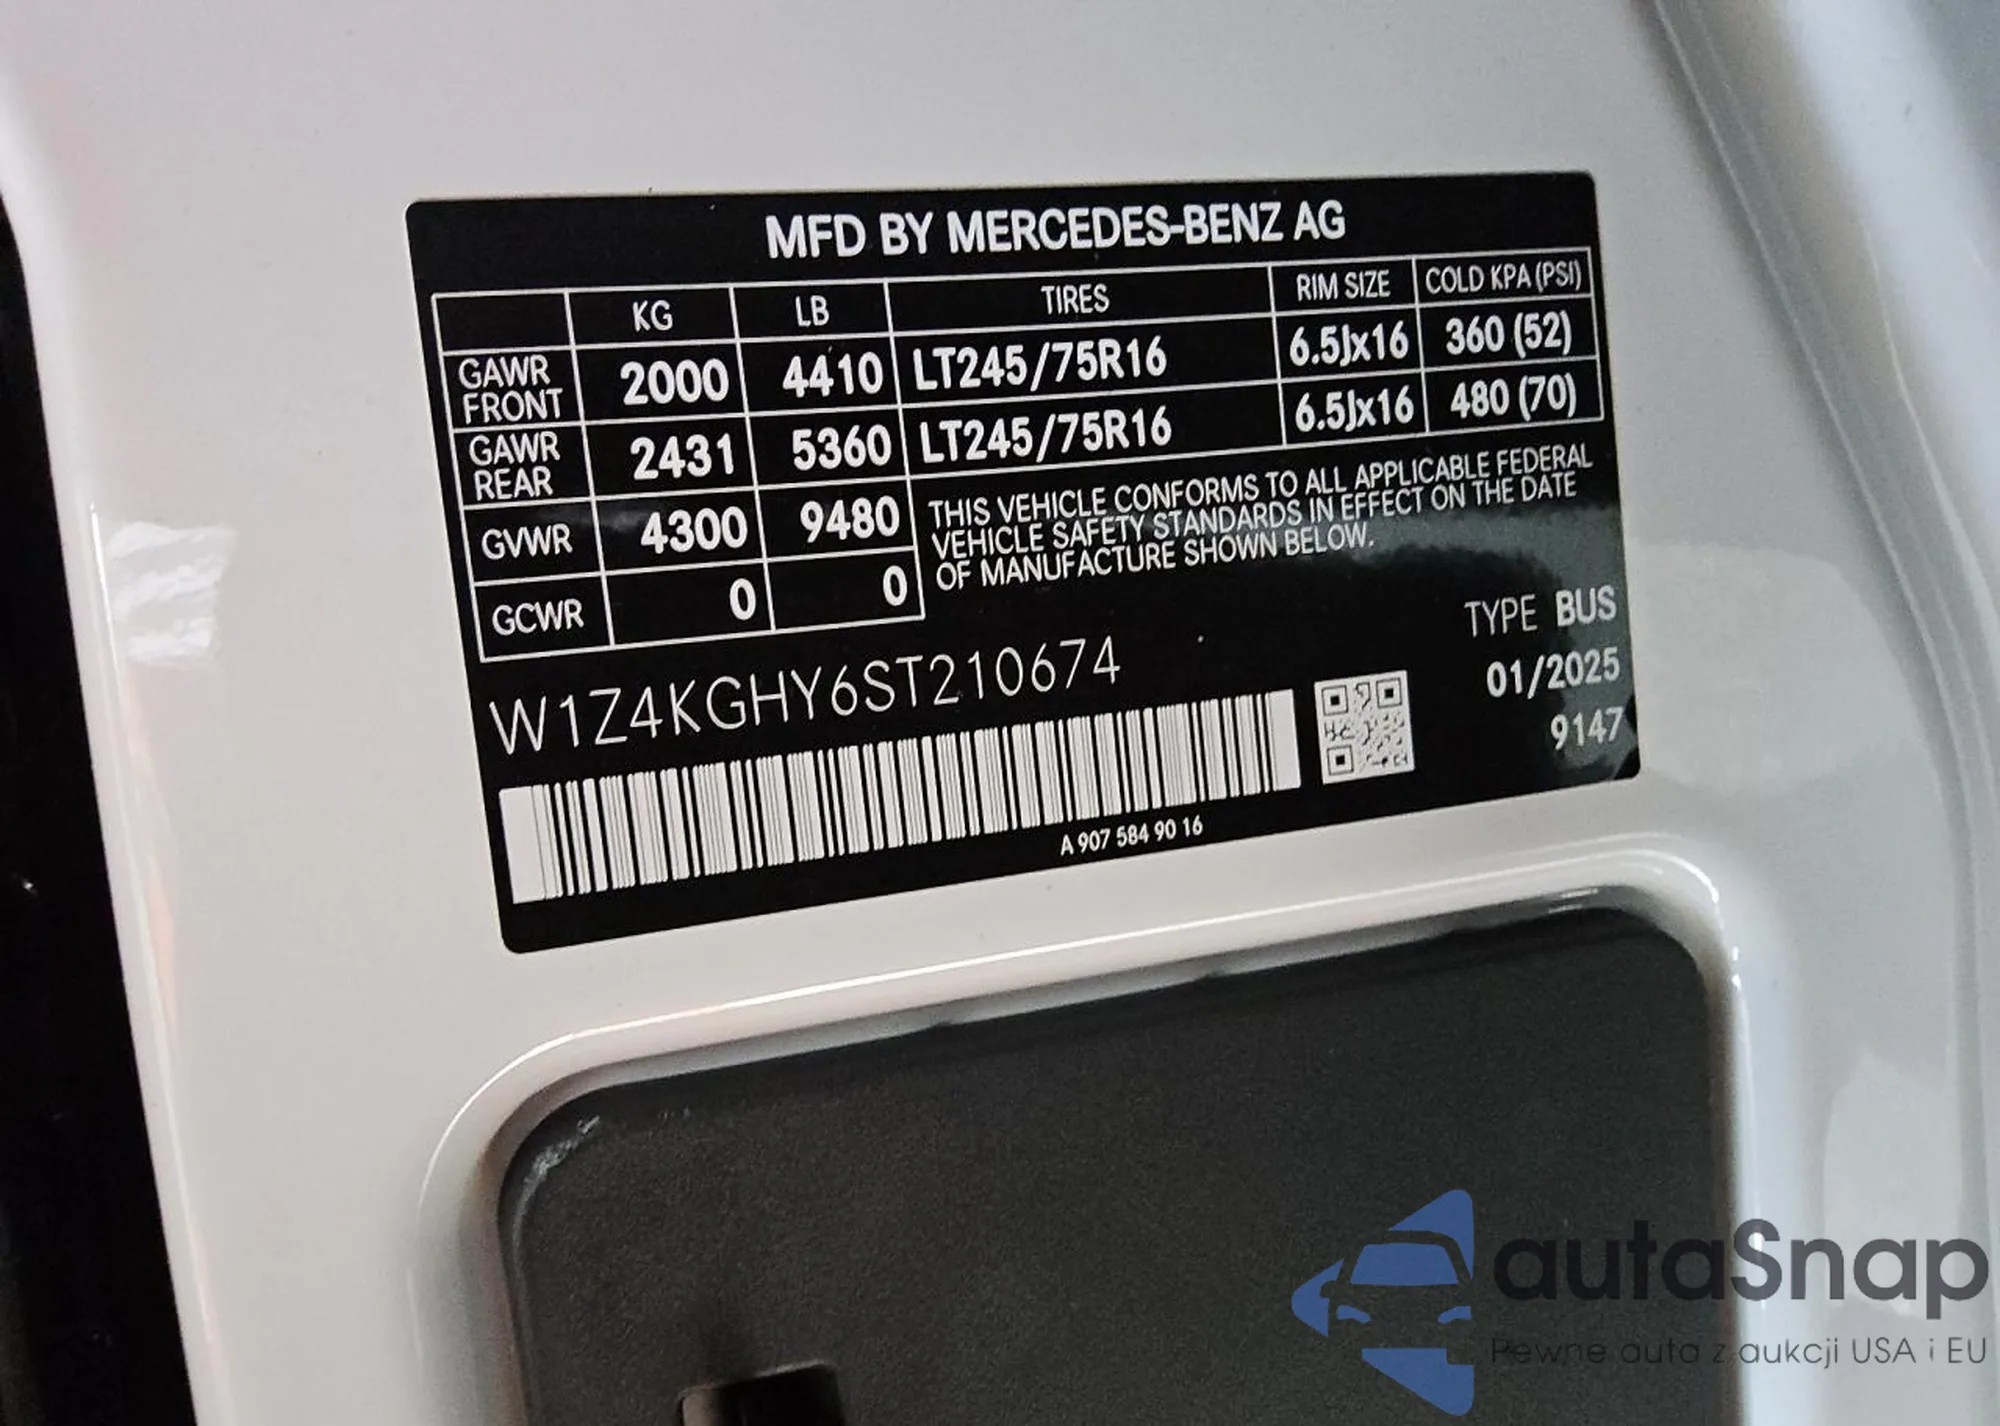 MFD BY MERCEDES-BENZ AG
KG LB TIRES RIM SIZE COLD KPA (PSI)
GAWR FRONT 2000 4410 LT245/75R16 6.5Jx16 360 (52)
GAWR REAR 2431 5360 LT245/75R16 6.5Jx16 480 (70)
GVWR 4300 9480
GCWR 0 0
THIS VEHICLE CONFORMS TO ALL APPLICABLE FEDERAL
VEHICLE SAFETY STANDARDS IN EFFECT ON THE DATE
OF MANUFACTURE SHOWN BELOW.
TYPE BUS
W1Z4KGHY6ST210674
01/2025
9147
A 907 584 90 16
autaSnap
Pewne auta z aukcji USA i EU